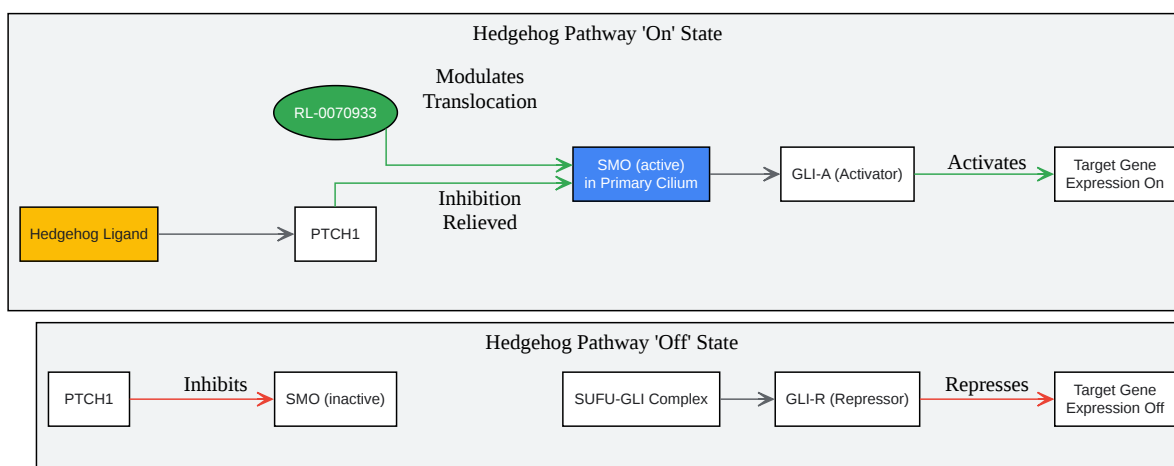 Hedgehog Pathway 'On' State
Modulates
Translocation
RL-0070933
SMO (active)
in Primary Cilium
GLI-A (Activator)
Activates
Target Gene
Expression On
Inhibition
Relieved
Hedgehog Ligand
PTCH1
Hedgehog Pathway 'Off' State
PTCH1
Inhibits
SMO (inactive)
SUFU-GLI Complex
GLI-R (Repressor)
Represses
Target Gene
Expression Off